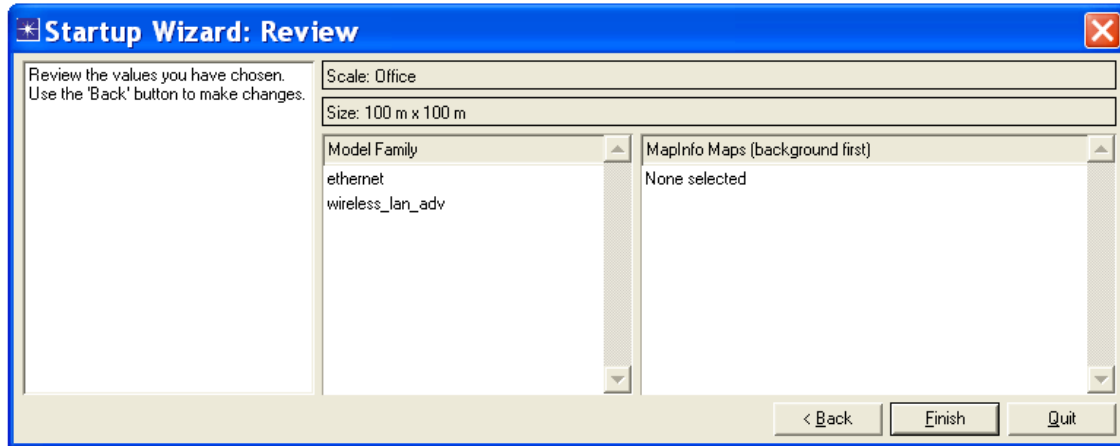 Startup Wizard: Review
Review the values you have chosen.
Use the 'Back' button to make changes.
Scale: Office
Size: 100 m x 100 m
Model Family
ethernet
wireless_lan_adv
MapInfo Maps (background first)
None selected
< Back
Finish
Quit